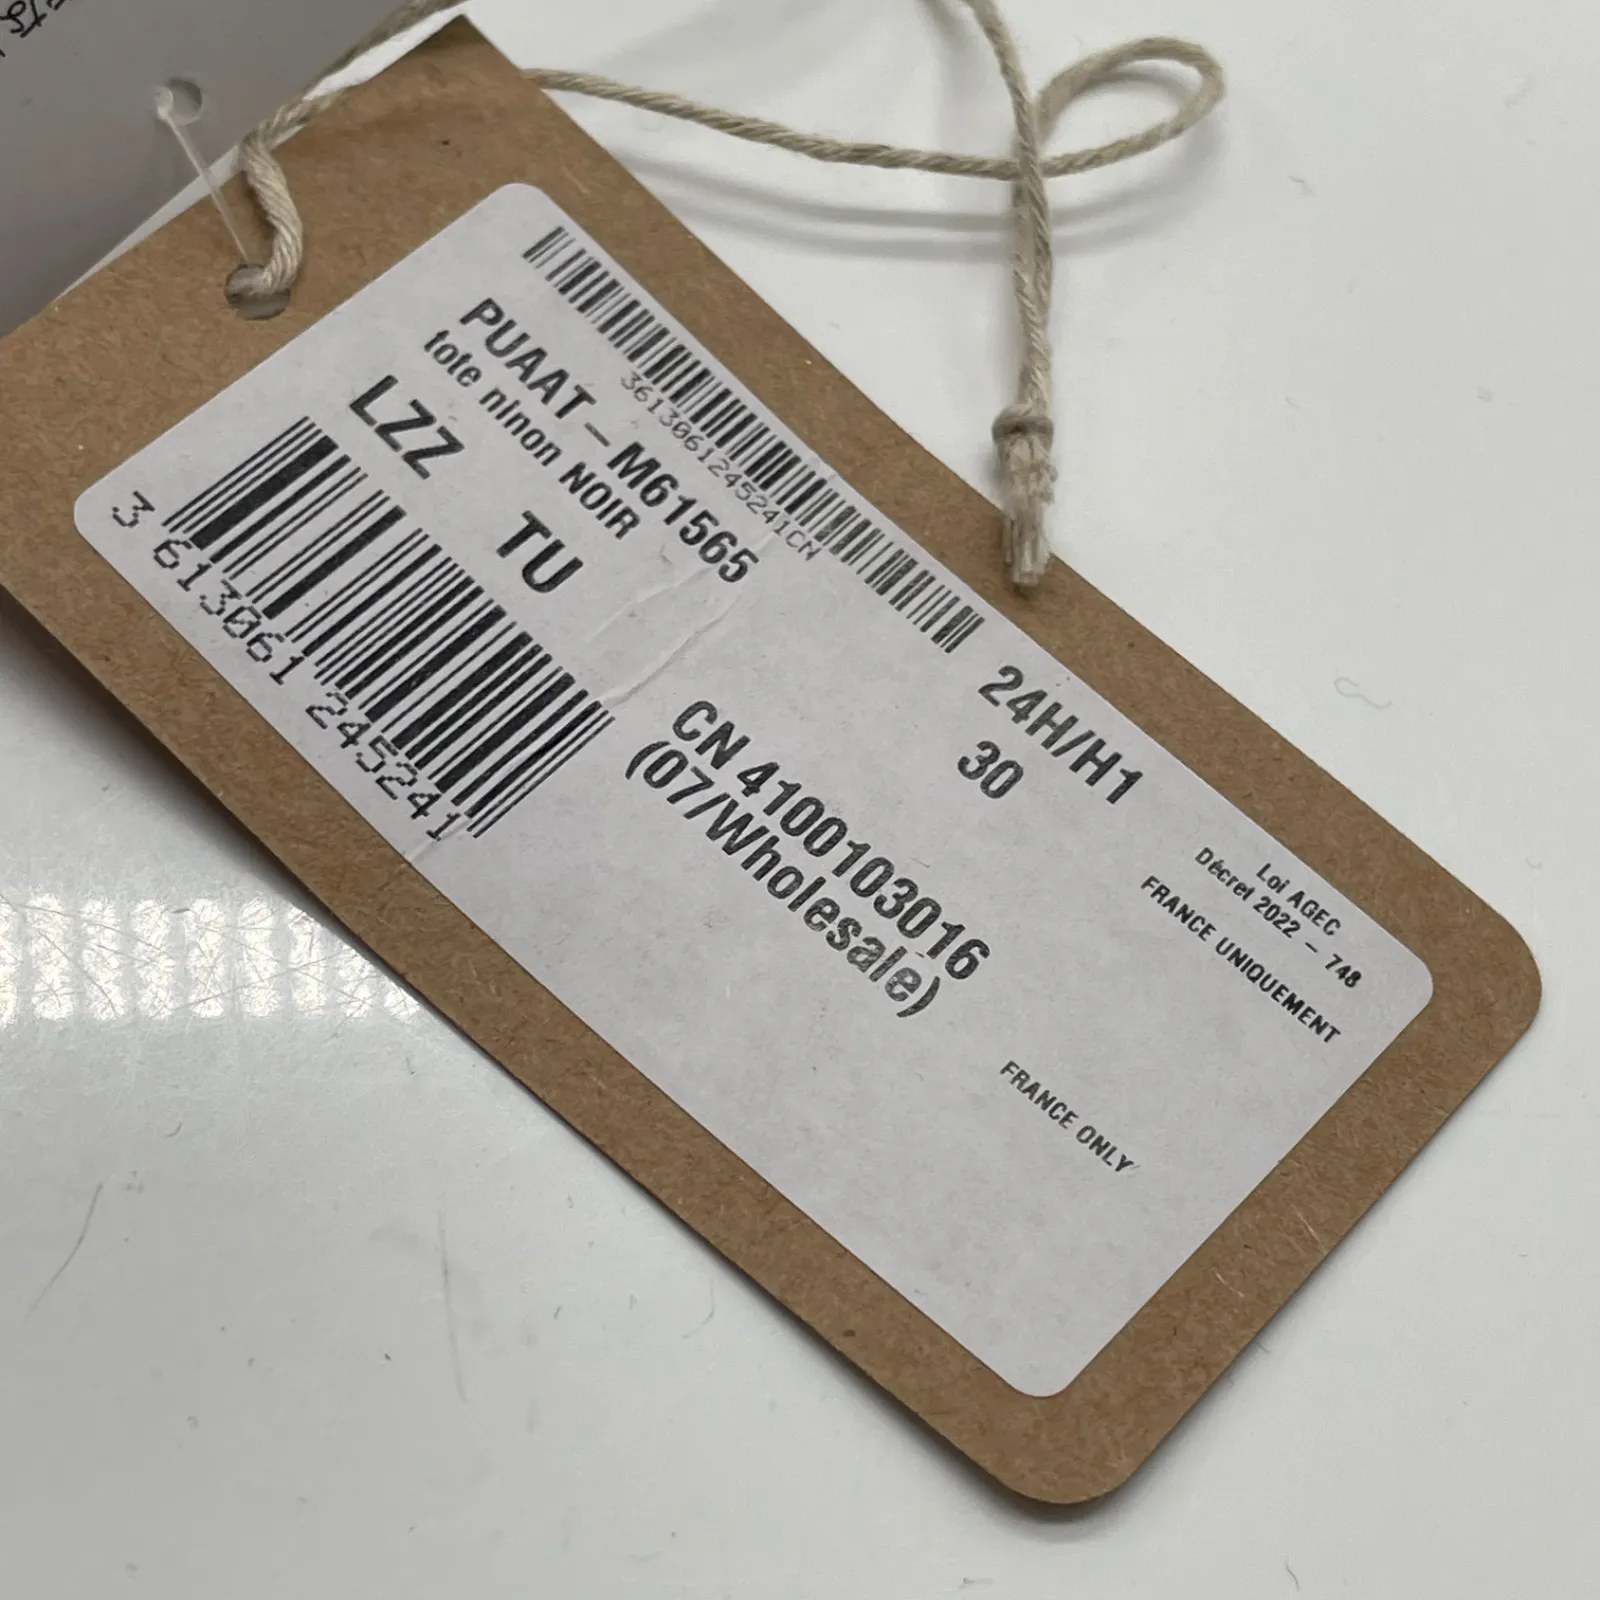 3613061245241CN
PUAAT – M61565
tote ninon NOIR
LZZ TU
3 613061 245241
24H/H1
30
CN 4100103016
(07/Wholesale)
Loi AGEC
Décret 2022 – 748
FRANCE UNIQUEMENT
FRANCE ONLY